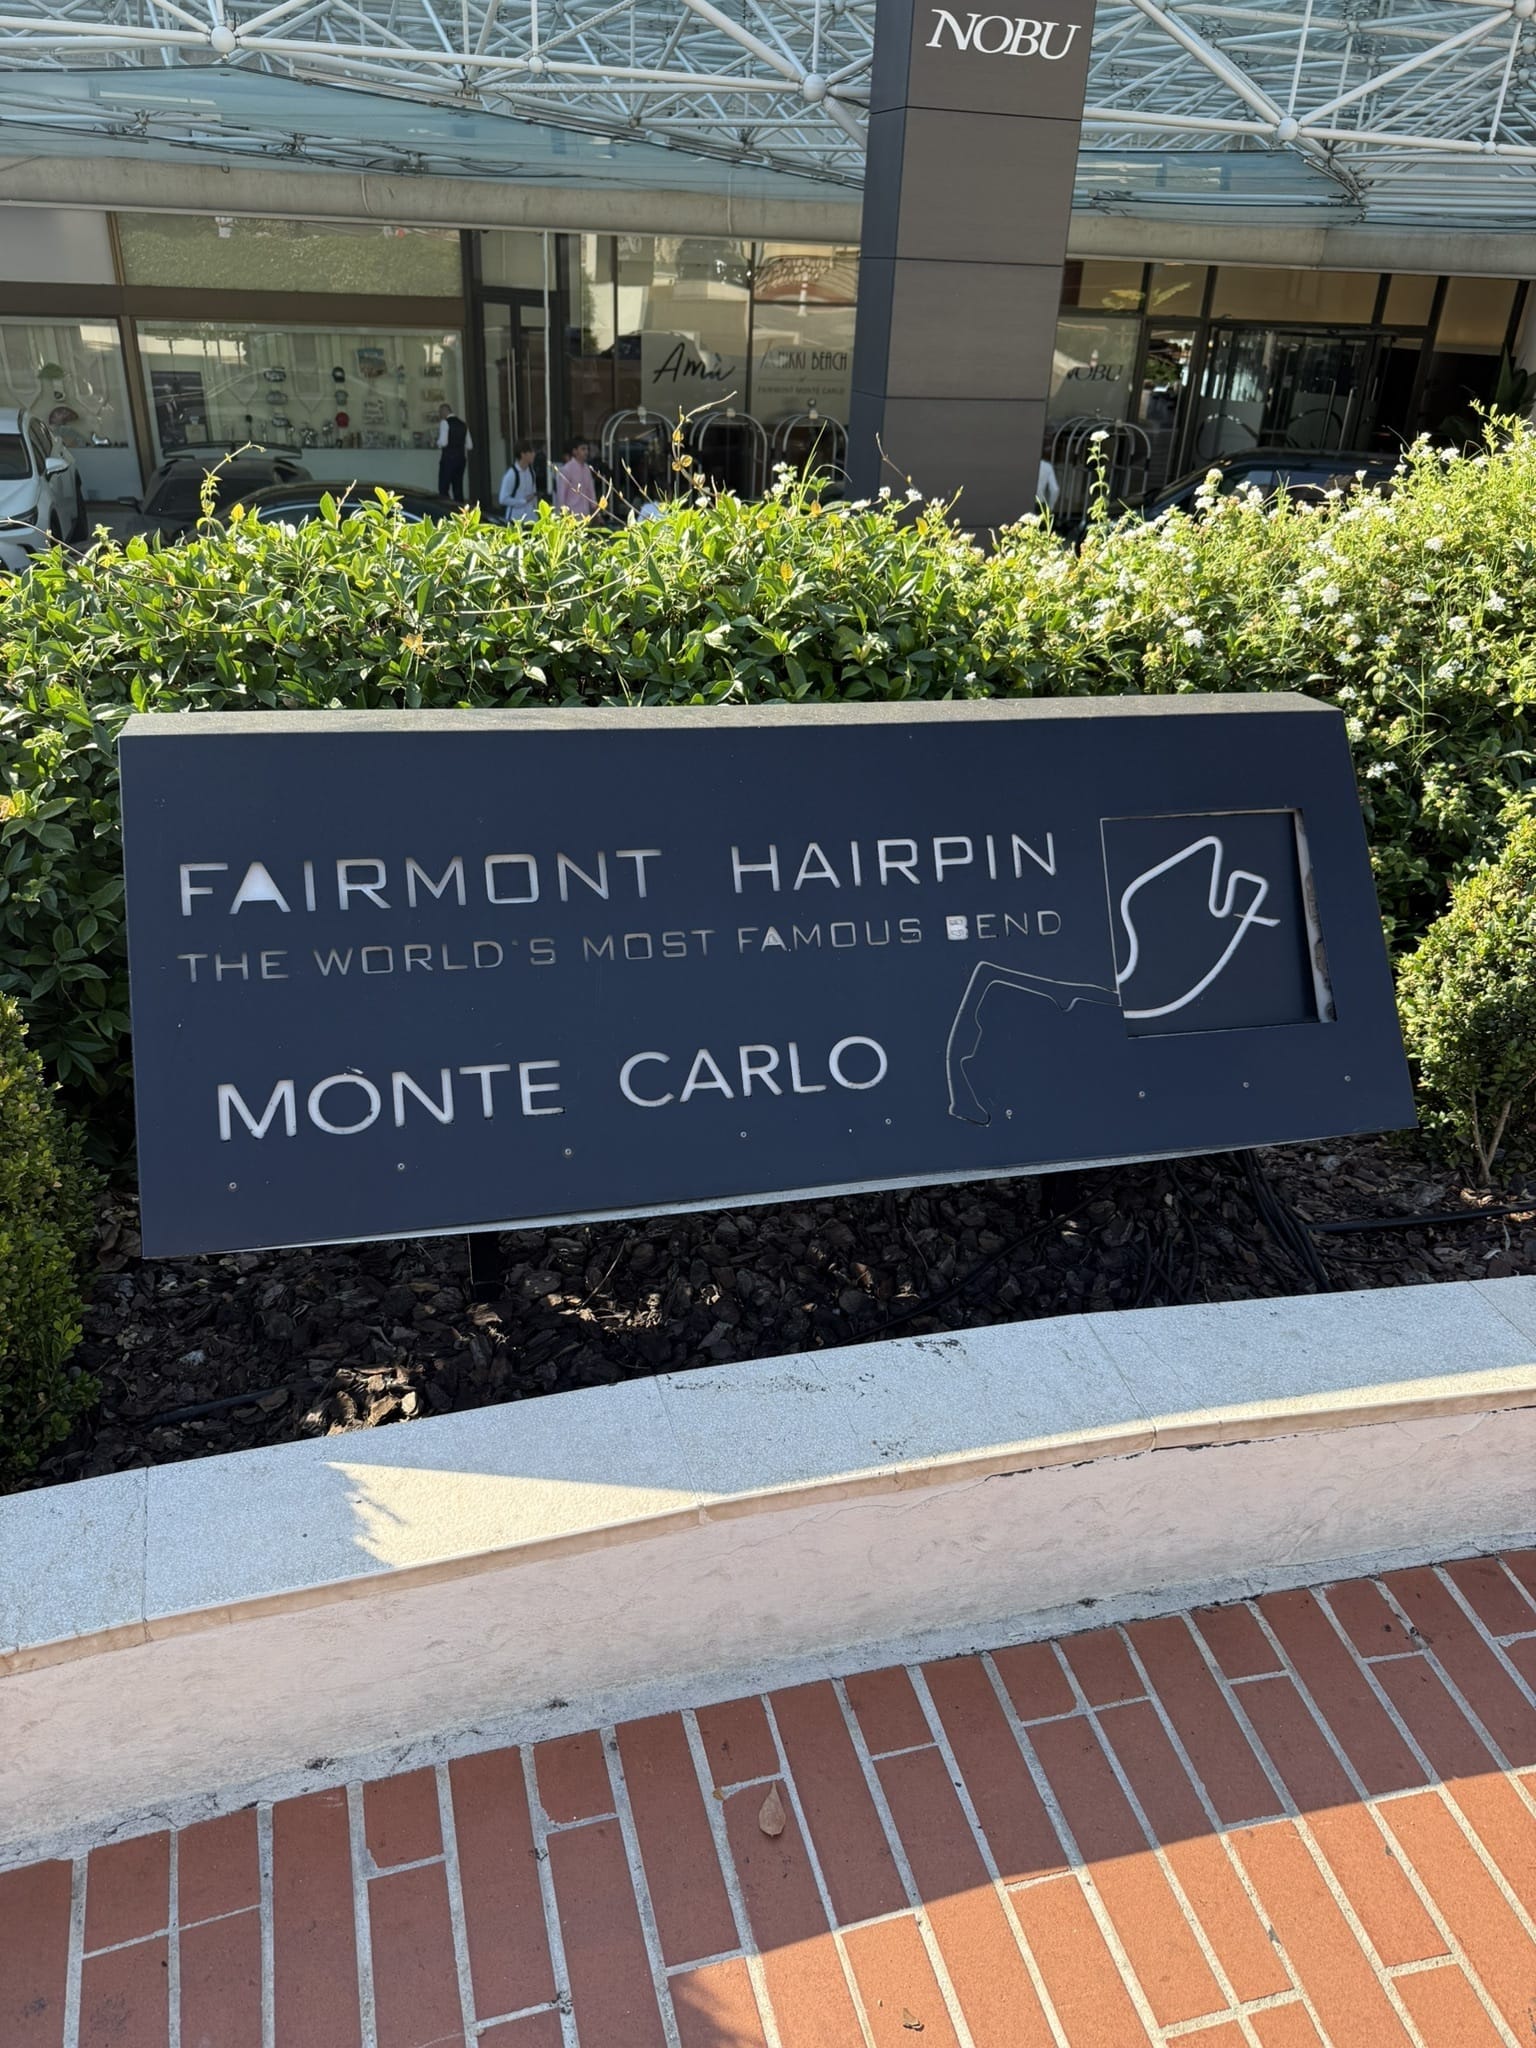 NOBU
Amù
NIKKI BEACH
FAIRMONT MONTE CARLO
NOBU
FAIRMONT HAIRPIN
THE WORLD'S MOST FAMOUS BEND
MONTE CARLO